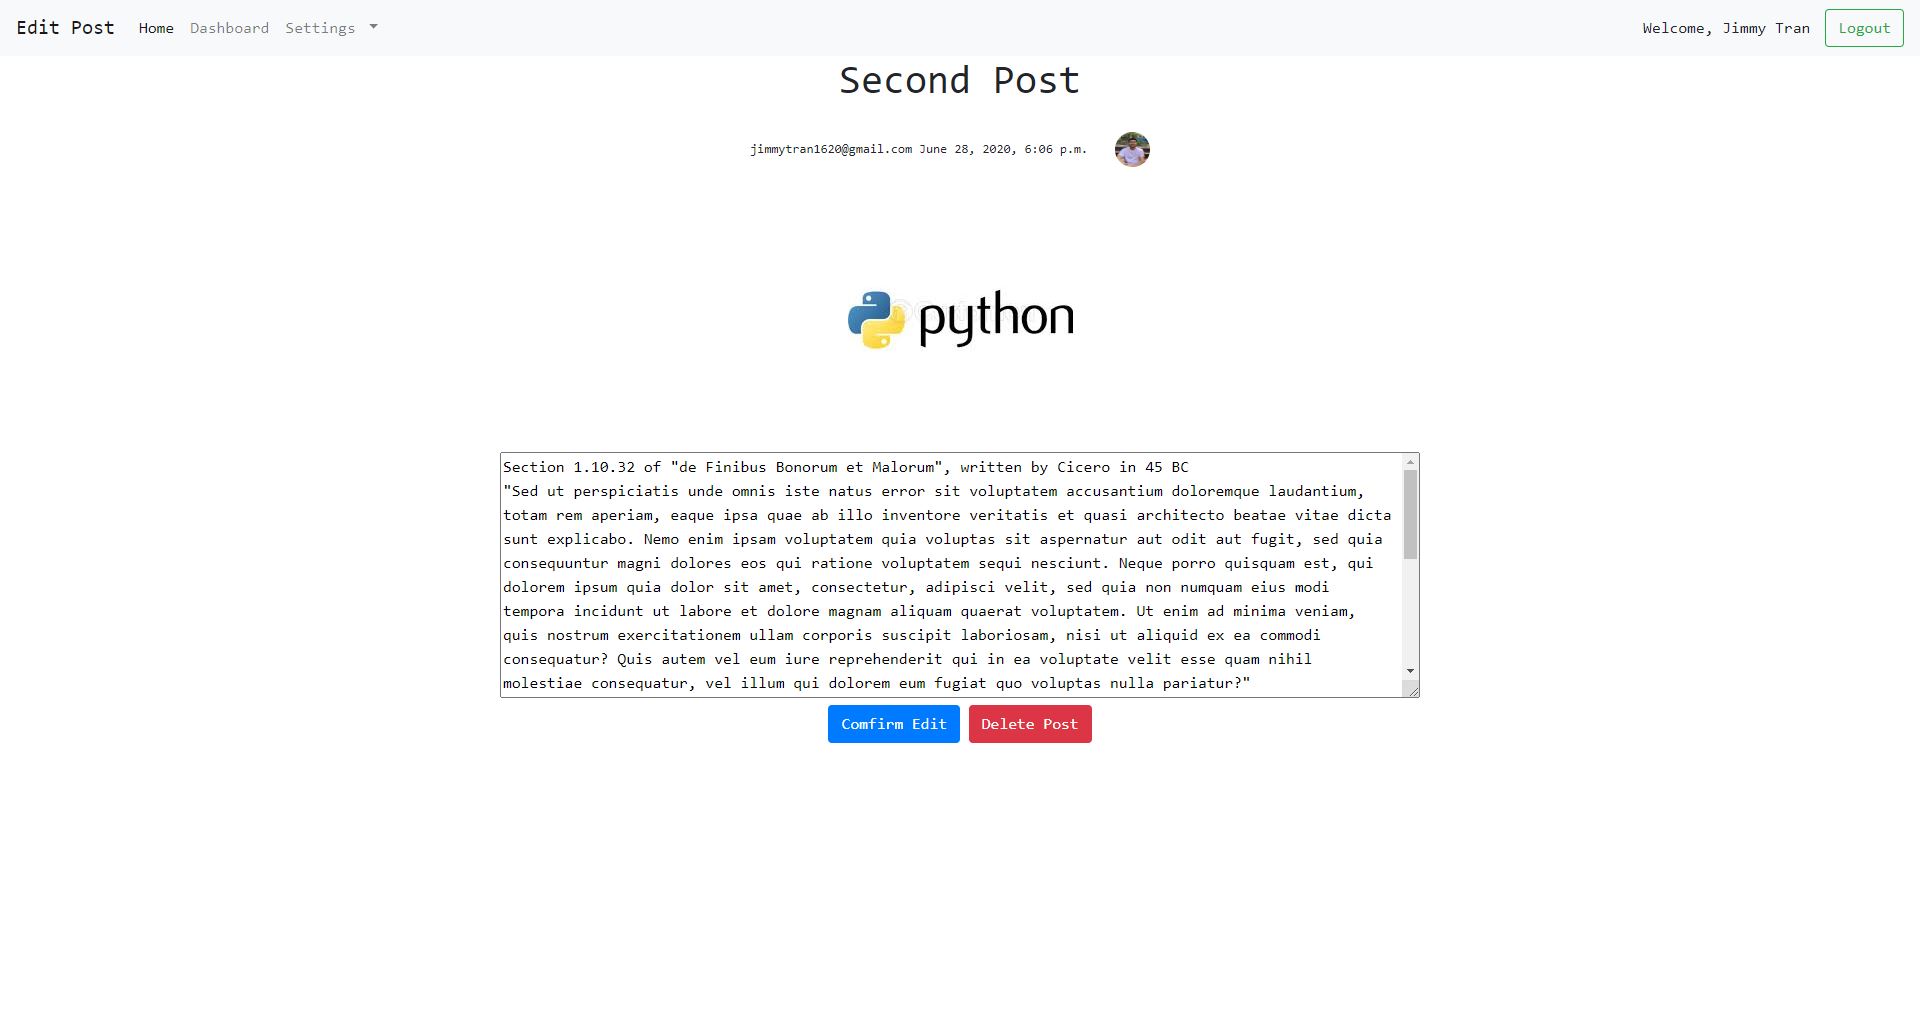 Edit Post Home Dashboard Settings Welcome, Jimmy Tran Logout
Second Post
jimmytran1620@gmail.com June 28, 2020, 6:06 p.m.
python
Section 1.10.32 of "de Finibus Bonorum et Malorum", written by Cicero in 45 BC
"Sed ut perspiciatis unde omnis iste natus error sit voluptatem accusantium doloremque laudantium,
totam rem aperiam, eaque ipsa quae ab illo inventore veritatis et quasi architecto beatae vitae dicta
sunt explicabo. Nemo enim ipsam voluptatem quia voluptas sit aspernatur aut odit aut fugit, sed quia
consequuntur magni dolores eos qui ratione voluptatem sequi nesciunt. Neque porro quisquam est, qui
dolorem ipsum quia dolor sit amet, consectetur, adipisci velit, sed quia non numquam eius modi
tempora incidunt ut labore et dolore magnam aliquam quaerat voluptatem. Ut enim ad minima veniam,
quis nostrum exercitationem ullam corporis suscipit laboriosam, nisi ut aliquid ex ea commodi
consequatur? Quis autem vel eum iure reprehenderit qui in ea voluptate velit esse quam nihil
molestiae consequatur, vel illum qui dolorem eum fugiat quo voluptas nulla pariatur?"
Comfirm Edit Delete Post